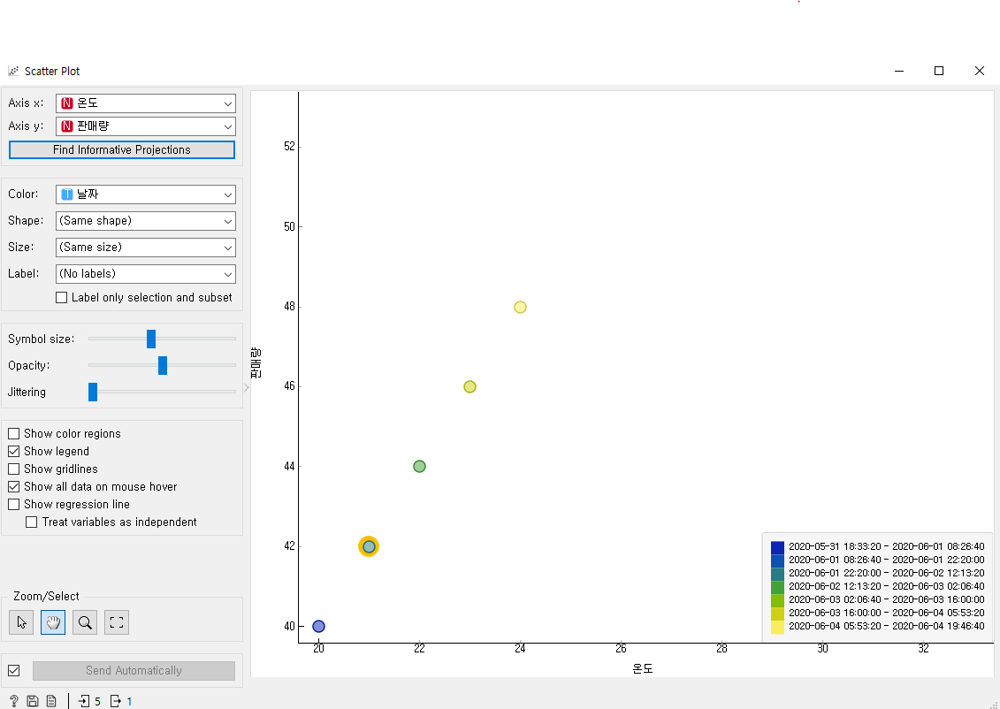 Scatter Plot
Axis x: N 온도
Axis y: N 판매량
Find Informative Projections
Color: T 날짜
Shape: (Same shape)
Size: (Same size)
Label: (No labels)
Label only selection and subset
Symbol size:
Opacity:
Jittering
Show color regions
Show legend
Show gridlines
Show all data on mouse hover
Show regression line
Treat variables as independent
Zoom/Select
Send Automatically
? 5 1
판매량
52
50
48
46
44
42
40
20 22 24 26 28 30 32
온도
2020-05-31 18:33:20 - 2020-06-01 08:26:40
2020-06-01 08:26:40 - 2020-06-01 22:20:00
2020-06-01 22:20:00 - 2020-06-02 12:13:20
2020-06-02 12:13:20 - 2020-06-03 02:06:40
2020-06-03 02:06:40 - 2020-06-03 16:00:00
2020-06-03 16:00:00 - 2020-06-04 05:53:20
2020-06-04 05:53:20 - 2020-06-04 19:46:40